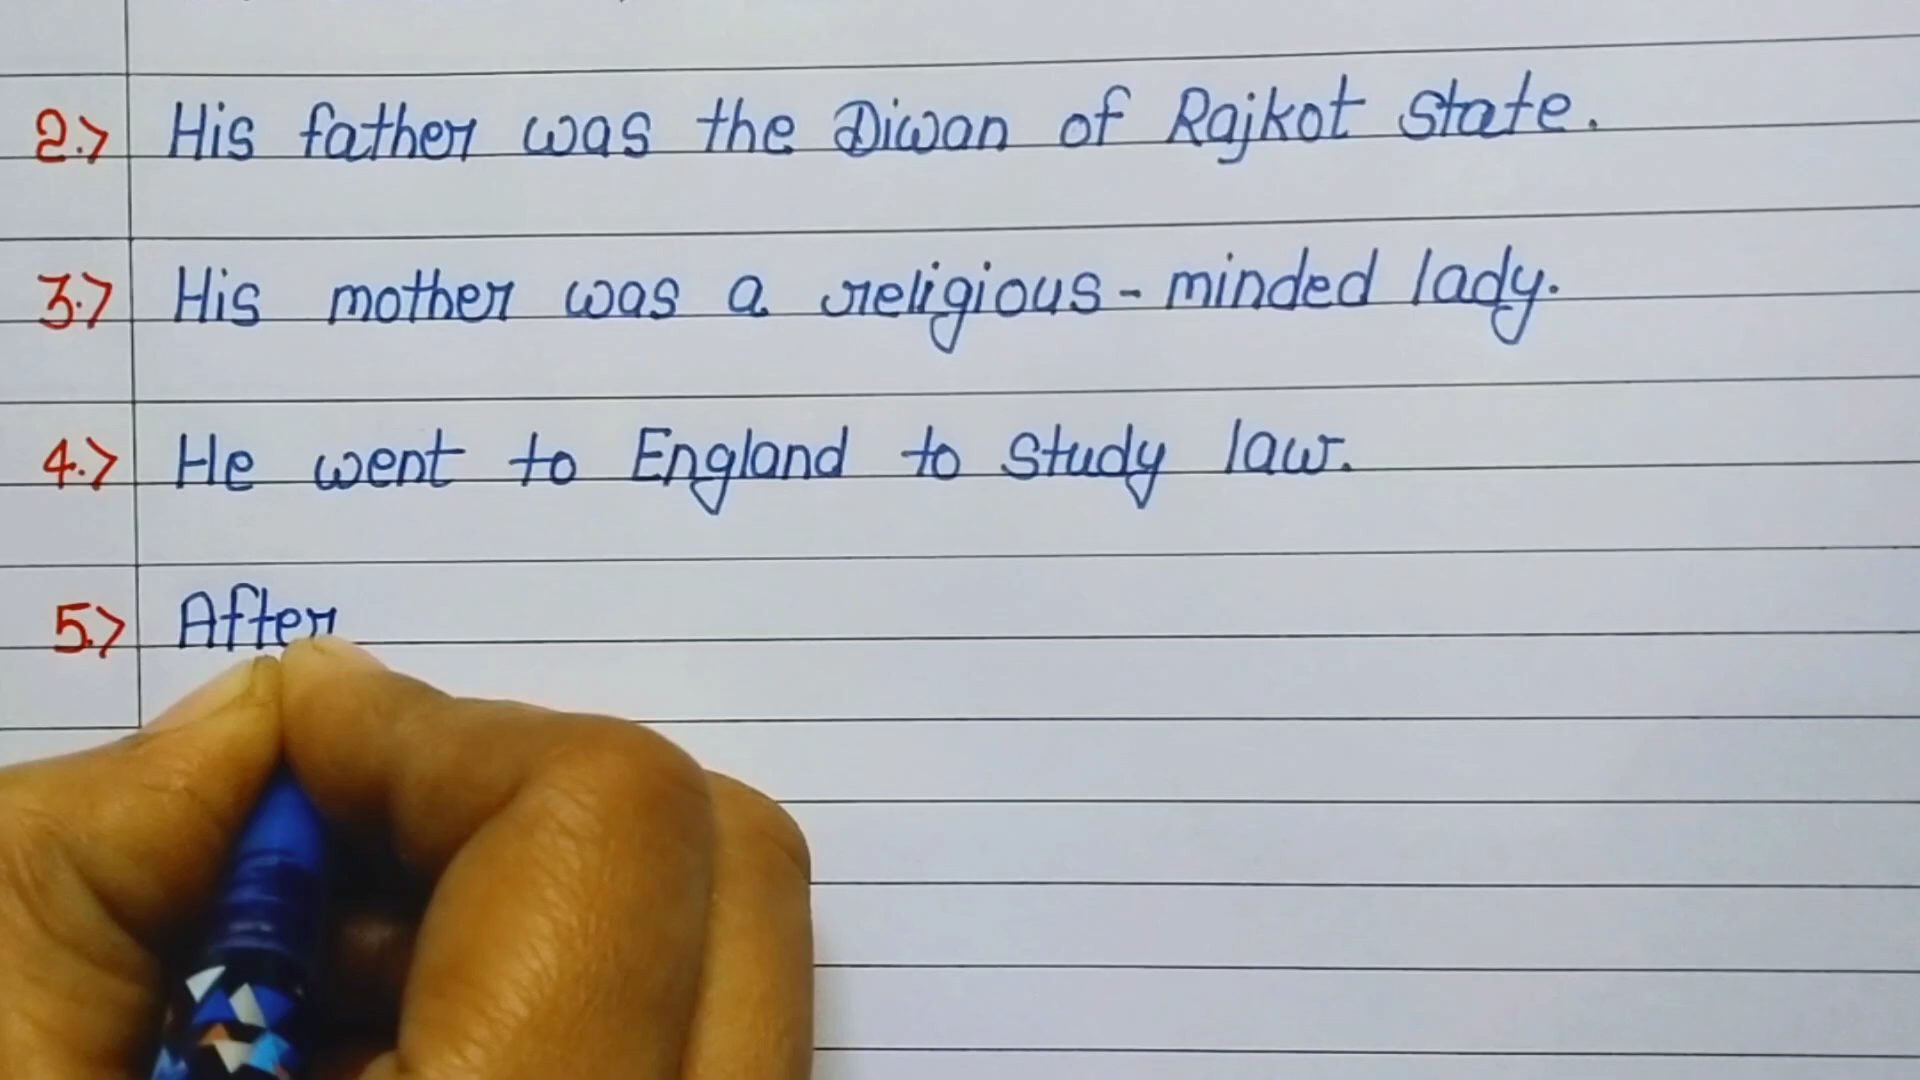 2.> His father was the Diwan of Rajkot State.
3.> His mother was a religious-minded lady.
4.> He went to England to study law.
5.> After